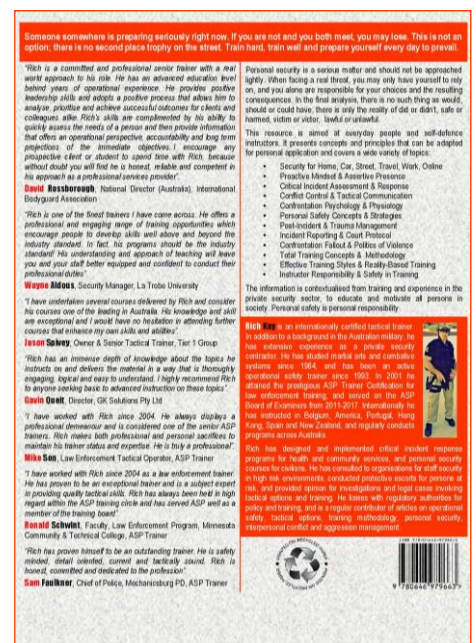 Someone somewhere is preparing seriously right now. If you are not and you both meet, you may lose. This is not an
option; there is no second place trophy on the street. Train hard, train well and prepare yourself every day to prevail.
"Rich is a committed and professional senior trainer with a real
world approach to his role. He has an advanced education level
behind years of operational experience. He provides positive
leadership skills and adopts a positive process that allows him to
analyse, prioritise and achieve successful outcomes for clients and
colleagues alike. Rich's skills are complimented by his ability to
quickly assess the needs of a person and then provide information
that offers an operational perspective, accountability and long term
projections of the immediate objectives. I encourage any
prospective client or student to spend time with Rich, because
without doubt you will find he is honest, reliable and competent in
his approach as a professional services provider".
David Rossborough, National Director (Australia), International
Bodyguard Association
"Rich is one of the finest trainers I have come across. He offers a
professional and engaging range of training opportunities which
encourage people to develop skills well above and beyond the
industry standard. In fact, his programs should be the industry
standard! His understanding and approach of teaching will leave
you and your staff better equipped and confident to conduct their
professional duties"
Wayne Aldous, Security Manager, La Trobe University
"I have undertaken several courses delivered by Rich and consider
his courses one of the leading in Australia. His knowledge and skill
are exceptional and I would have no hesitation in attending further
courses that enhance my own skills and abilities".
Jason Spivey, Owner & Senior Tactical Trainer, Tier 1 Group
"Rich has an immense depth of knowledge about the topics he
instructs on and delivers the material in a way that is thoroughly
engaging, topical and easy to understand. I highly recommend Rich
to anyone seeking basic to advanced instruction on these topics".
Gavin Queit, Director, GK Solutions Pty Ltd
"I have worked with Rich since 2004. He always displays a
professional demeanour and is considered one of the senior ASP
trainers. Rich makes both professional and personal sacrifices to
maintain his trainer status and expertise. He is truly a professional".
Mike Son, Law Enforcement Tactical Operator, ASP Trainer
"I have worked with Rich since 2004 as a law enforcement trainer.
He has proven to be an exceptional trainer and is a subject expert
in providing quality tactical skills. Rich has always been held in high
regard within the ASP training circle and has served ASP well as a
member of the training board".
Ronald Schwint, Faculty, Law Enforcement Program, Minnesota
Community & Technical College, ASP Trainer
"Rich has proven himself to be an outstanding trainer. He is safety
minded, detail oriented, current and tactically sound. Rich is
honest, committed and dedicated to the profession".
Sam Faulkner, Chief of Police, Mechanicsburg PD, ASP Trainer
Personal security is a serious matter and should not be approached
lightly. When facing a real threat, you may only have yourself to rely
on, and you alone are responsible for your choices and the resulting
consequences. In the final analysis, there is no such thing as would,
should or could have, there is only the reality of did or didn't, safe or
harmed, victim or victor, lawful or unlawful.
This resource is aimed at everyday people and self-defence
instructors. It presents concepts and principles that can be adapted
for personal application and covers a wide variety of topics:
• Security for Home, Car, Street, Travel, Work, Online
• Proactive Mindset & Assertive Presence
• Critical Incident Assessment & Response
• Conflict Control & Tactical Communication
• Confrontation Psychology & Physiology
• Personal Safety Concepts & Strategies
• Post-Incident & Trauma Management
• Incident Reporting & Court Protocol
• Confrontation Fallout & Politics of Violence
• Total Training Concepts & Methodology
• Effective Training Styles & Reality-Based Training
• Instructor Responsibility & Safety in Training
The information is contextualised from training and experience in the
private security sector, to educate and motivate all persons in
society. Personal safety is personal responsibility.
Rich Kay is an internationally certified tactical trainer.
In addition to a background in the Australian military, he
has extensive experience as a private security
contractor. He has studied martial arts and combative
systems since 1984, and has been an active
operational safety trainer since 1993. In 2001 he
attained the prestigious ASP Trainer Certification for
law enforcement training, and served on the ASP
Board of Examiners from 2011-2017. Internationally he
has instructed in Belgium, America, Portugal, Hong
Kong, Spain and New Zealand, and regularly conducts
programs across Australia.
Rich has designed and implemented critical incident response
programs for health and community services, and personal security
courses for civilians. He has consulted to organisations for staff security
in high risk environments, conducted protective escorts for persons at
risk, and provided opinion for investigations and legal cases involving
tactical options and training. He liaises with regulatory authorities for
policy and training, and is a regular contributor of articles on operational
safety, tactical options, training methodology, personal security,
interpersonal conflict and aggression management.
9 780646 979663 >